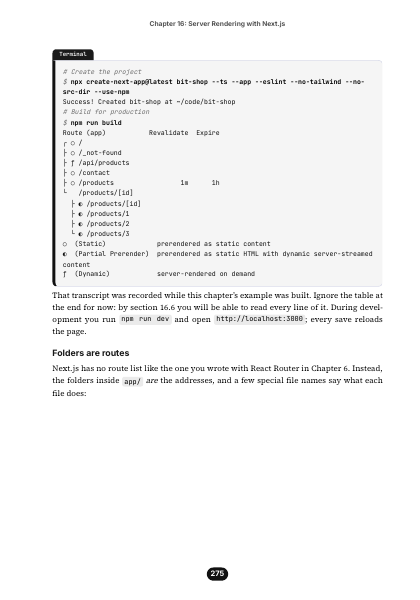 Chapter 16: Server Rendering with Next.js
Terminal
# Create the project
$ npx create-next-app@latest bit-shop --ts --app --eslint --no-tailwind --no-
src-dir --use-npm
Success! Created bit-shop at ~/code/bit-shop
# Build for production
$ npm run build
Route (app)           Revalidate  Expire
┌ ○ /
├ ○ /_not-found
├ ƒ /api/products
├ ○ /contact
├ ○ /products                 1m      1h
└   /products/[id]
  ├ ◐ /products/[id]
  ├ ◐ /products/1
  ├ ◐ /products/2
  └ ◐ /products/3
○  (Static)             prerendered as static content
◐  (Partial Prerender)  prerendered as static HTML with dynamic server-streamed
content
ƒ  (Dynamic)            server-rendered on demand
That transcript was recorded while this chapter's example was built. Ignore the table at
the end for now: by section 16.6 you will be able to read every line of it. During devel-
opment you run npm run dev and open http://localhost:3000; every save reloads
the page.
Folders are routes
Next.js has no route list like the one you wrote with React Router in Chapter 6. Instead,
the folders inside app/ are the addresses, and a few special file names say what each
file does:
275